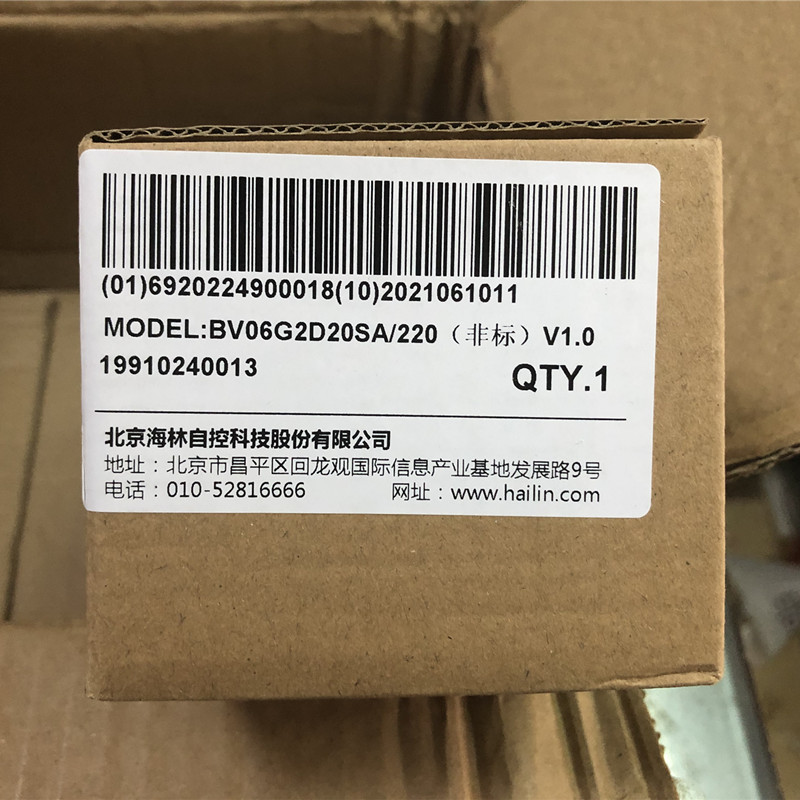 (01)6920224900018(10)2021061011
MODEL:BV06G2D20SA/220（非标）V1.0
19910240013
QTY.1
北京海林自控科技股份有限公司
地址：北京市昌平区回龙观国际信息产业基地发展路9号
电话：010-52816666 网址：www.hailin.com